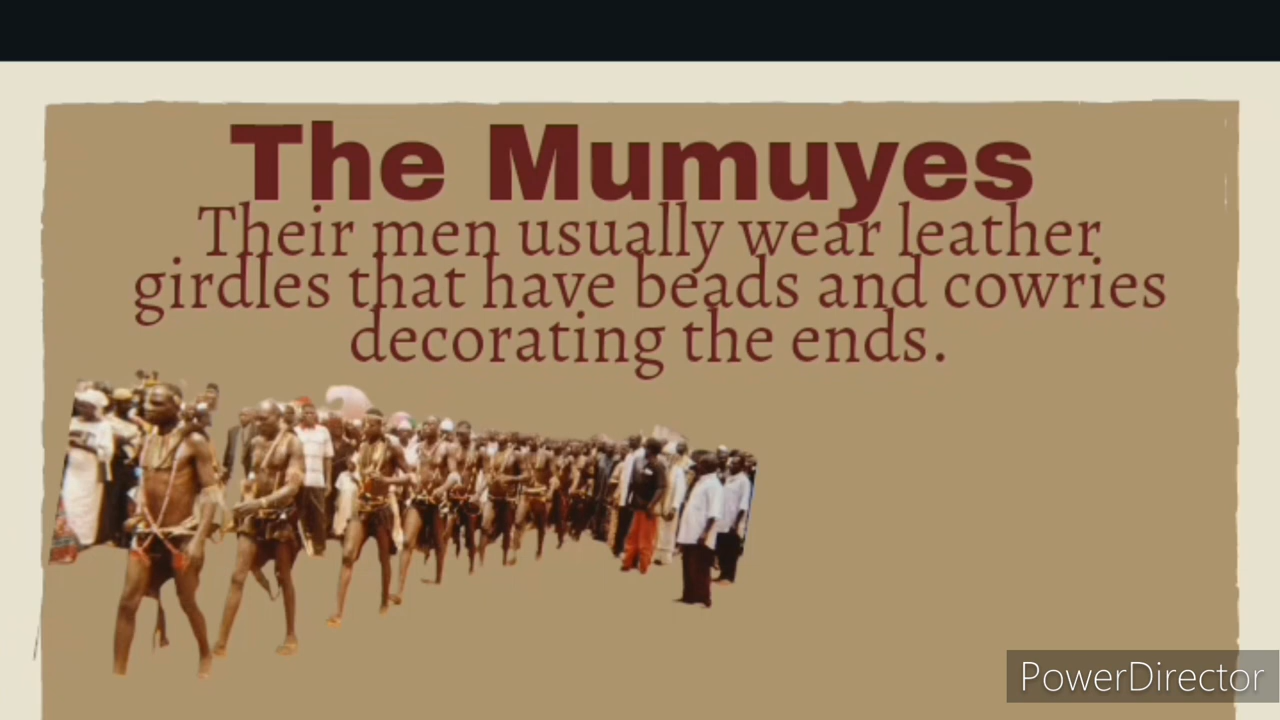 The Mumuyes
Their men usually wear leather
girdles that have beads and cowries
decorating the ends.
PowerDirector